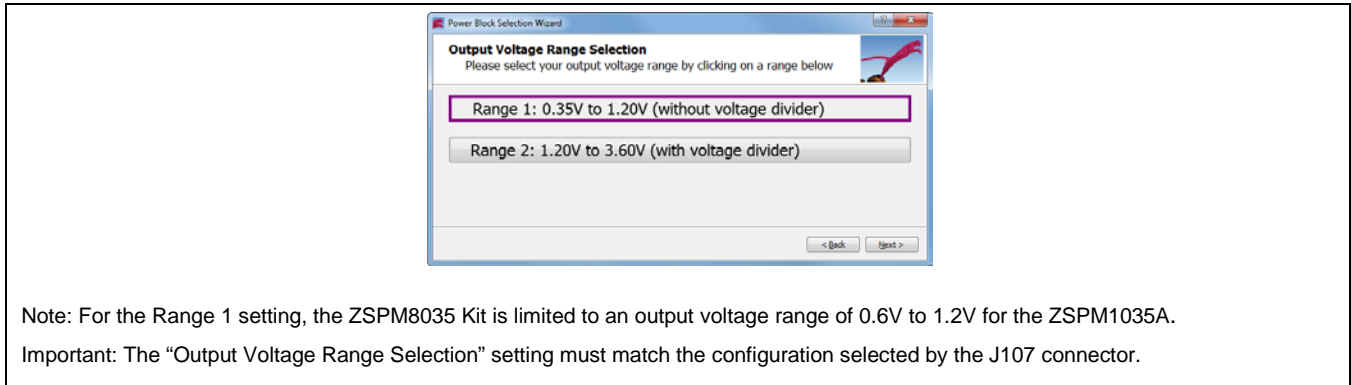 Power Block Selection Wizard
Output Voltage Range Selection
Please select your output voltage range by clicking on a range below
Range 1: 0.35V to 1.20V (without voltage divider)
Range 2: 1.20V to 3.60V (with voltage divider)
< Back Next >
Note: For the Range 1 setting, the ZSPM8035 Kit is limited to an output voltage range of 0.6V to 1.2V for the ZSPM1035A.
Important: The “Output Voltage Range Selection” setting must match the configuration selected by the J107 connector.